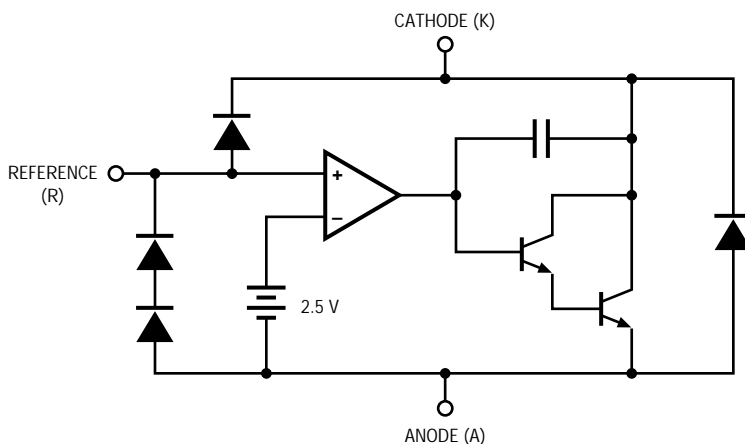 CATHODE (K)
REFERENCE
(R)
+
–
2.5 V
ANODE (A)